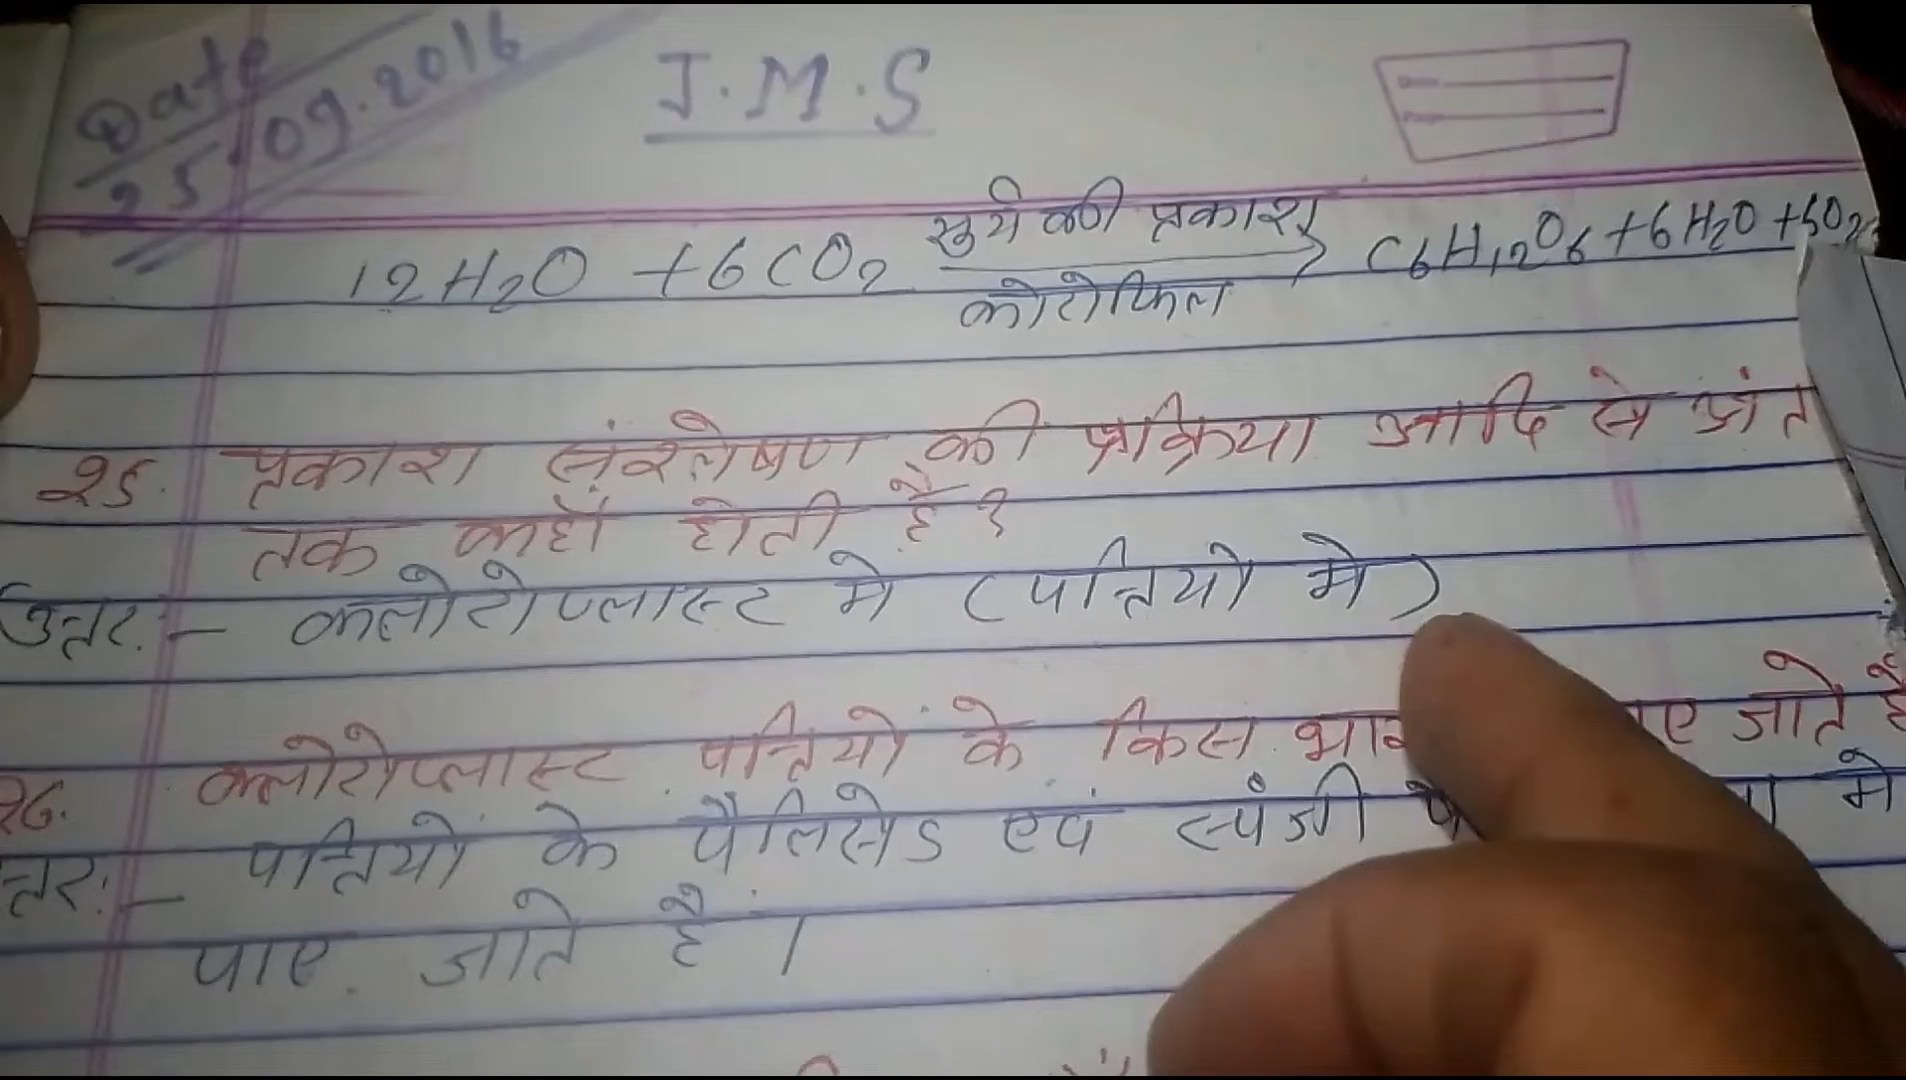 Date
25.09.2016
J.M.S
12H2O + 6CO2 सूर्य की प्रकाश C6H12O6 + 6H2O + 6O2
कोरोफिल
25. प्रकाश संश्लेषण की प्रक्रिया आदि से अंत
तक कहाँ होती है ?
उत्तर:- क्लोरोप्लास्ट मे (पत्तियो मे)
26. क्लोरोप्लास्ट पत्तियों के किस जाते है
त्तर:- पत्तियों के पैलिसेड एवं स्पंजी मे
पाए जाते है ।